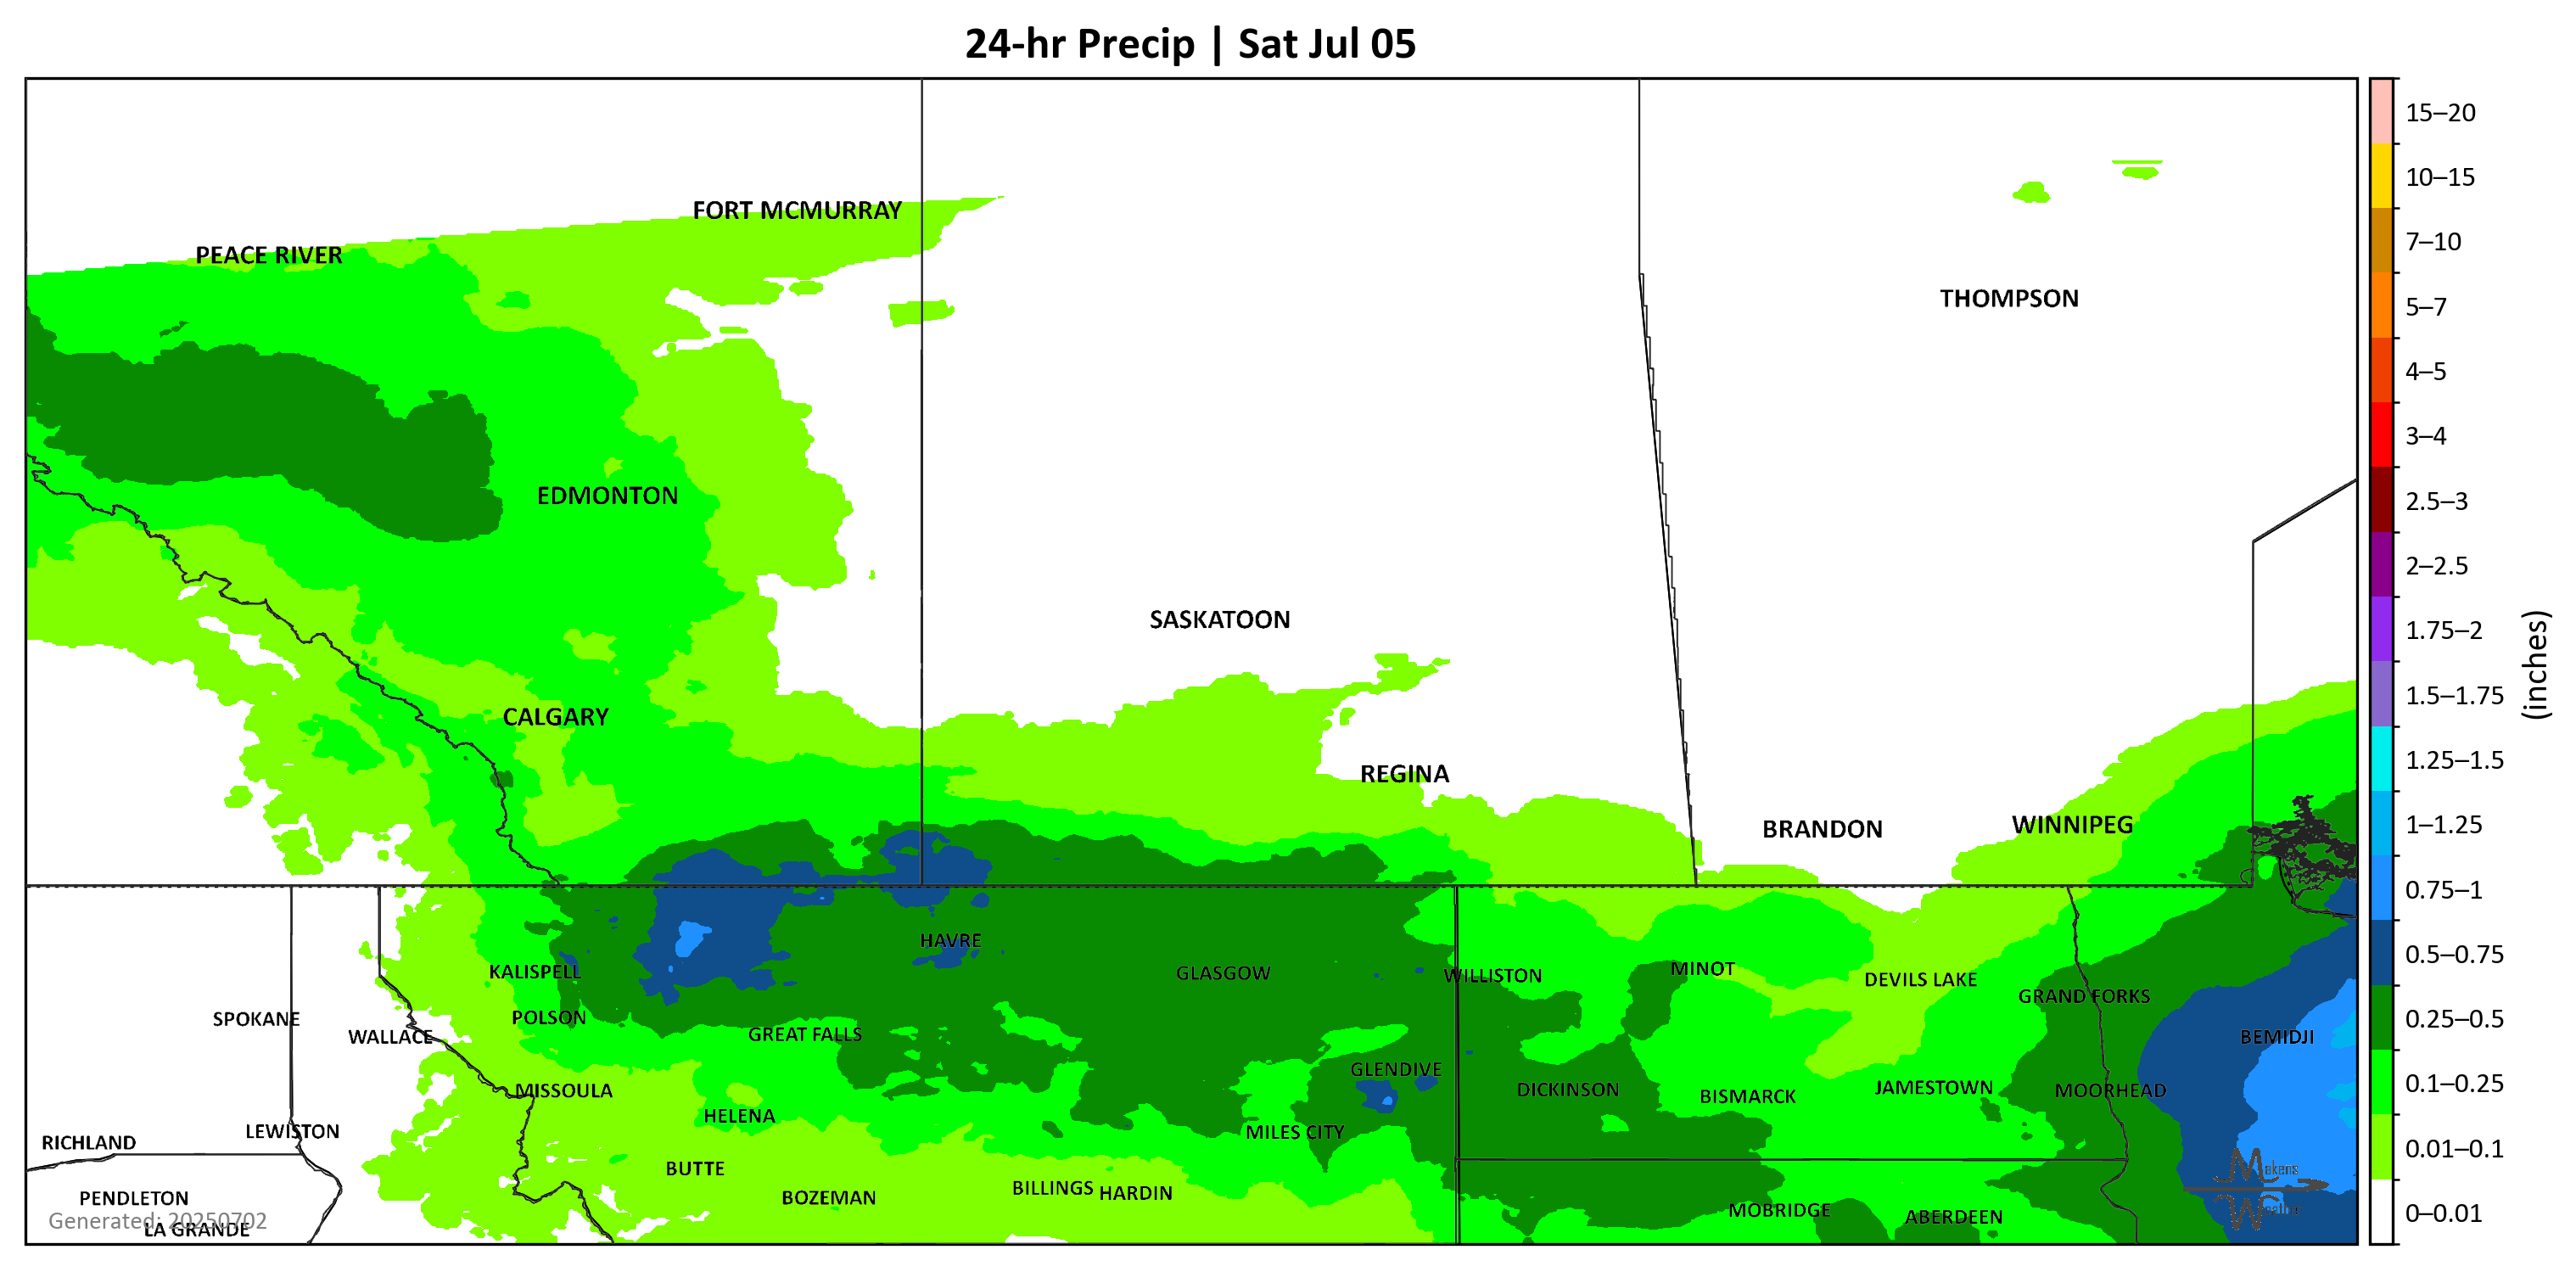 24-hr Precip | Sat Jul 05
FORT MCMURRAY
PEACE RIVER
THOMPSON
EDMONTON
SASKATOON
CALGARY
REGINA
BRANDON
WINNIPEG
HAVRE
KALISPELL
GLASGOW
WILLISTON
MINOT
DEVILS LAKE
GRAND FORKS
SPOKANE
POLSON
WALLACE
GREAT FALLS
BEMIDJI
GLENDIVE
MISSOULA
DICKINSON
BISMARCK
JAMESTOWN
MOORHEAD
HELENA
LEWISTON
RICHLAND
MILES CITY
BUTTE
BILLINGS
HARDIN
PENDLETON
BOZEMAN
MOBRIDGE
ABERDEEN
Generated: 20250702
LA GRANDE
Makens
Weather
15–20
10–15
7–10
5–7
4–5
3–4
2.5–3
2–2.5
1.75–2
1.5–1.75
1.25–1.5
1–1.25
0.75–1
0.5–0.75
0.25–0.5
0.1–0.25
0.01–0.1
0–0.01
(inches)